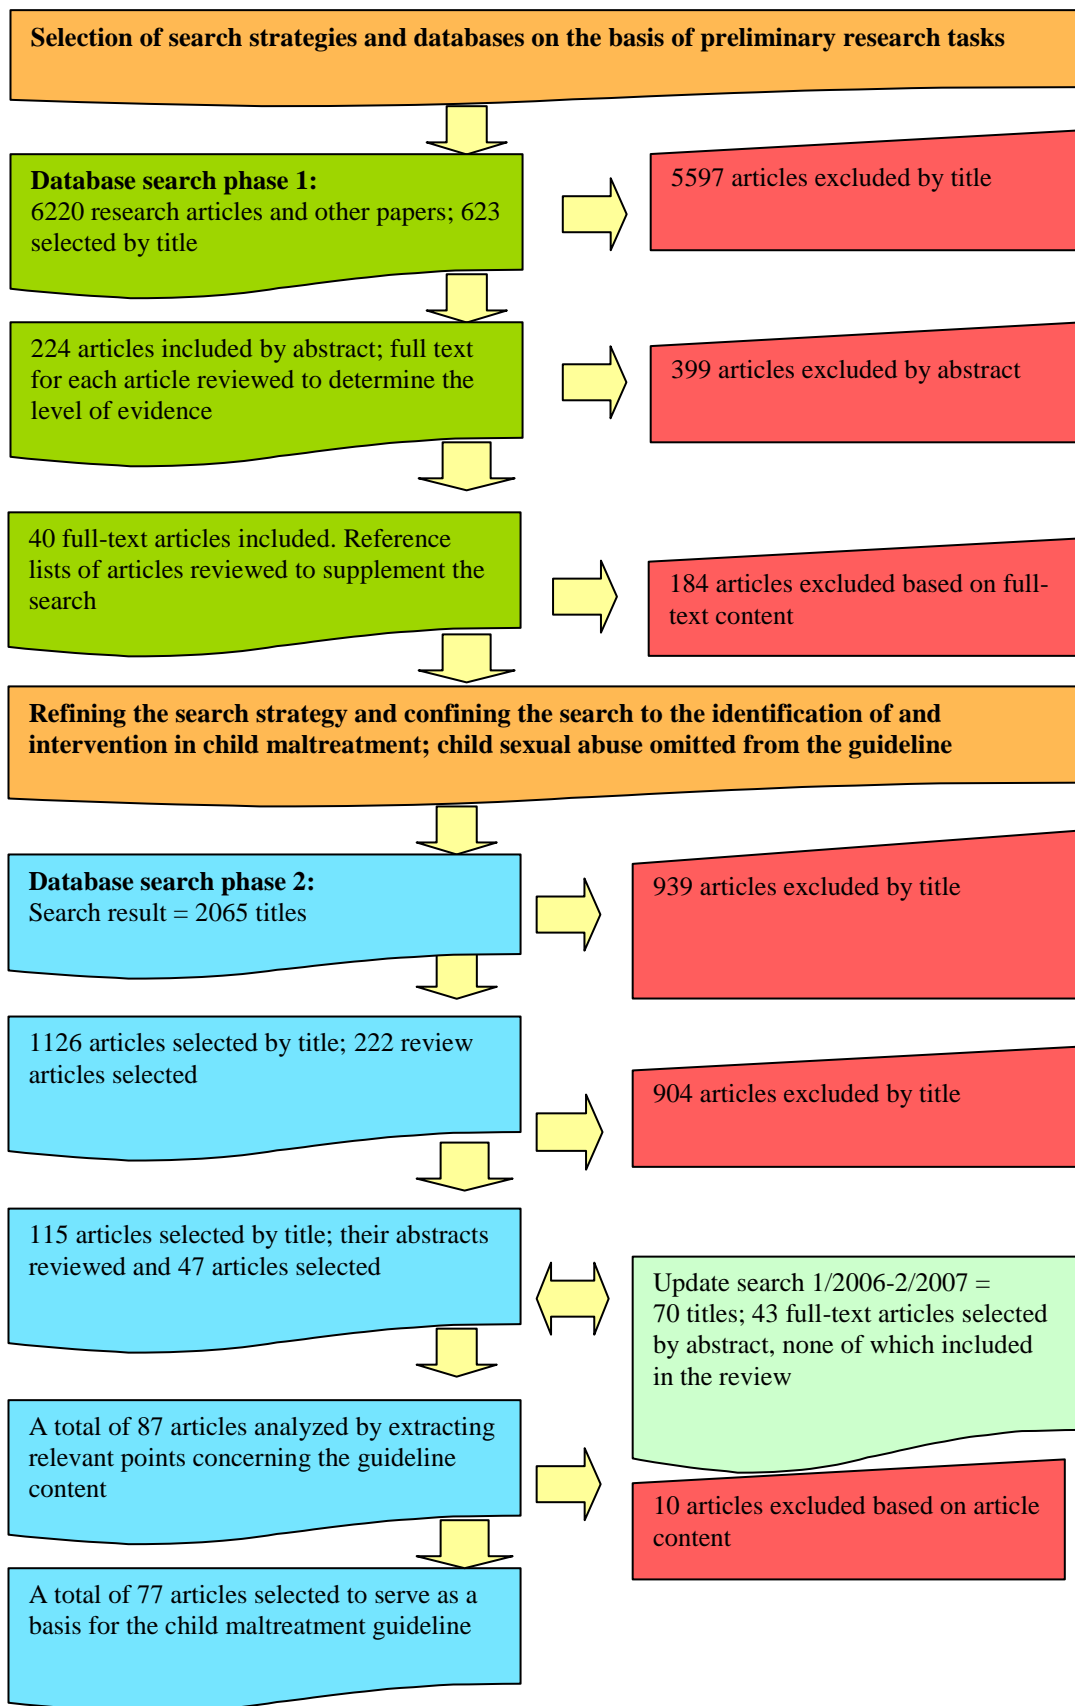 Selection of search strategies and databases on the basis of preliminary research tasks
Database search phase 1:
6220 research articles and other papers; 623
selected by title
5597 articles excluded by title
224 articles included by abstract; full text
for each article reviewed to determine the
level of evidence
399 articles excluded by abstract
40 full-text articles included. Reference
lists of articles reviewed to supplement the
search
184 articles excluded based on full-
text content
Refining the search strategy and confining the search to the identification of and
intervention in child maltreatment; child sexual abuse omitted from the guideline
Database search phase 2:
Search result = 2065 titles
939 articles excluded by title
1126 articles selected by title; 222 review
articles selected
904 articles excluded by title
115 articles selected by title; their abstracts
reviewed and 47 articles selected
Update search 1/2006-2/2007 =
70 titles; 43 full-text articles selected
by abstract, none of which included
in the review
A total of 87 articles analyzed by extracting
relevant points concerning the guideline
content
10 articles excluded based on article
content
A total of 77 articles selected to serve as a
basis for the child maltreatment guideline